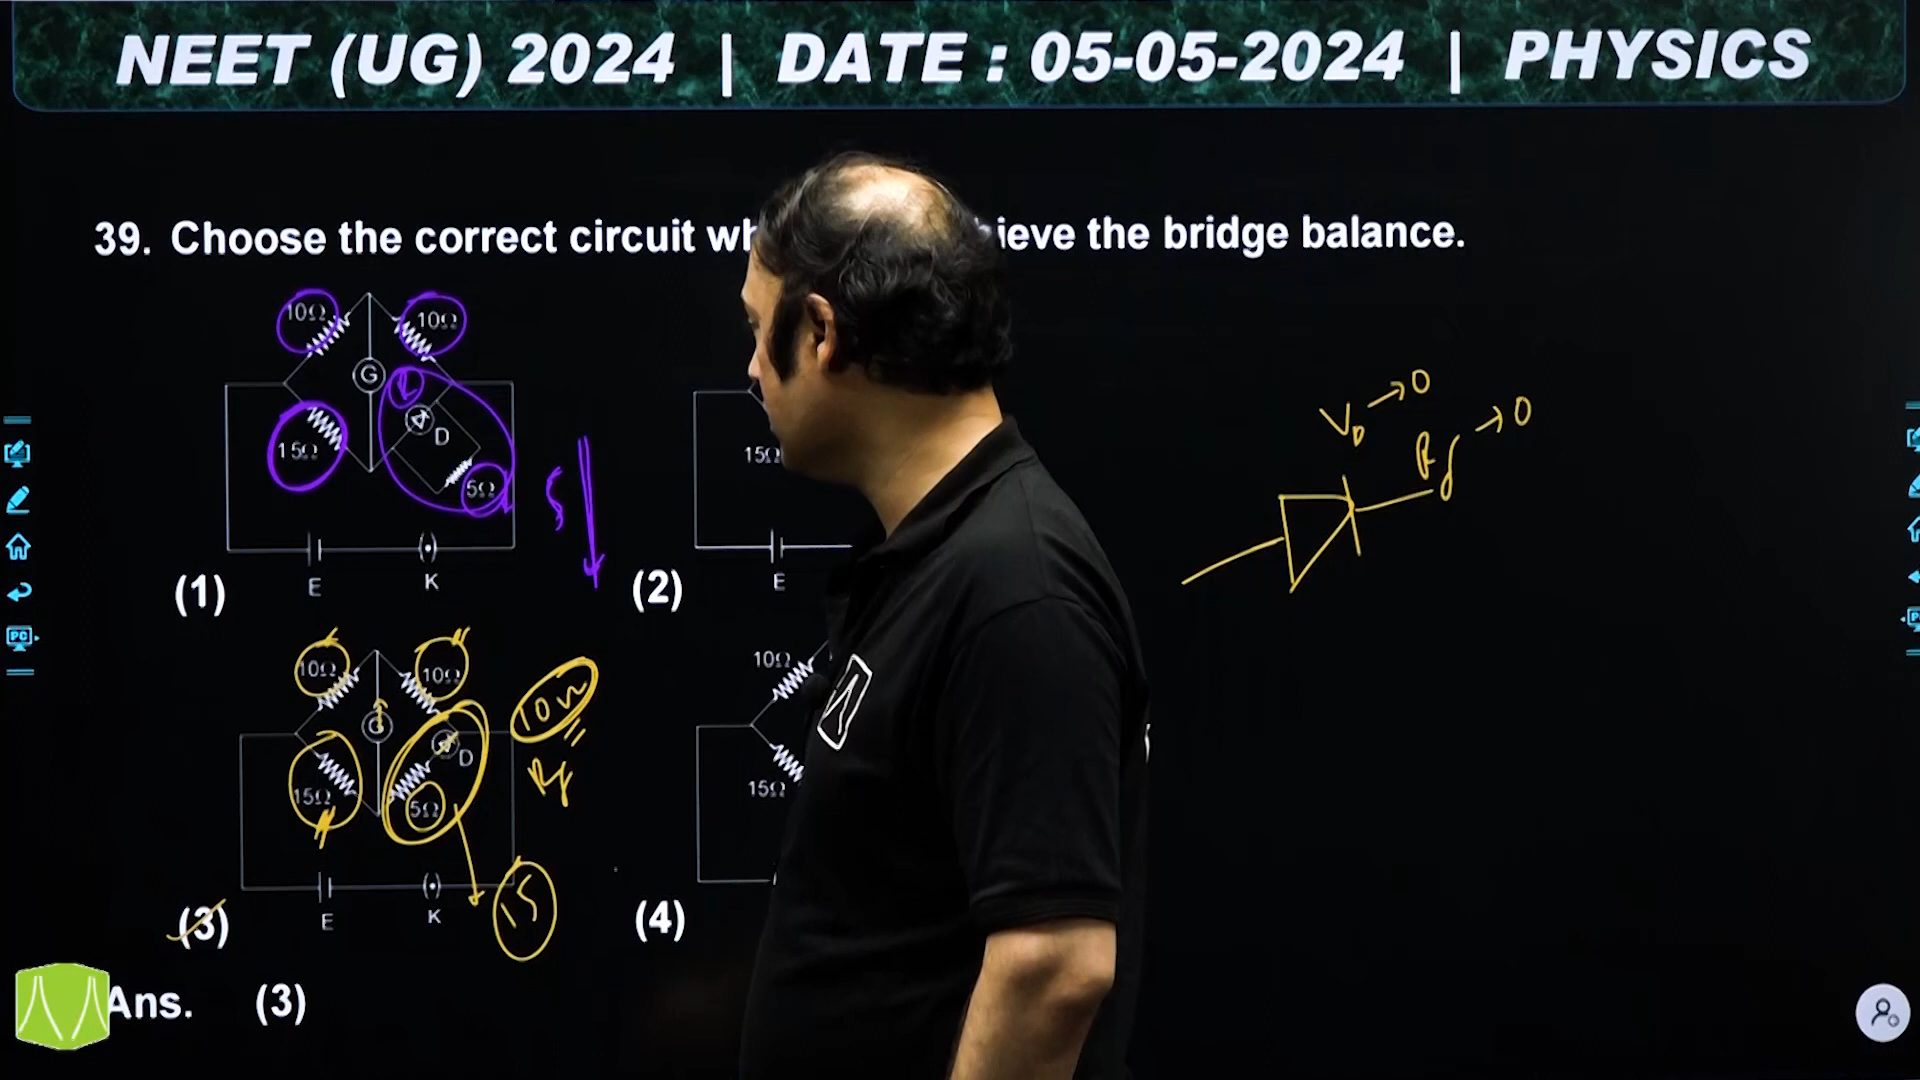 NEET (UG) 2024 | DATE : 05-05-2024 | PHYSICS
39. Choose the correct circuit
the bridge balance.
10Ω
10Ω
G
R
D
15Ω
5Ω
E
K
(1)
15Ω
E
(2)
V_D → 0
R_f → 0
10Ω
10Ω
10Ω
G
R_f
D
15Ω
5Ω
15
E
K
(3)
10Ω
15Ω
(4)
PC
Ans. (3)